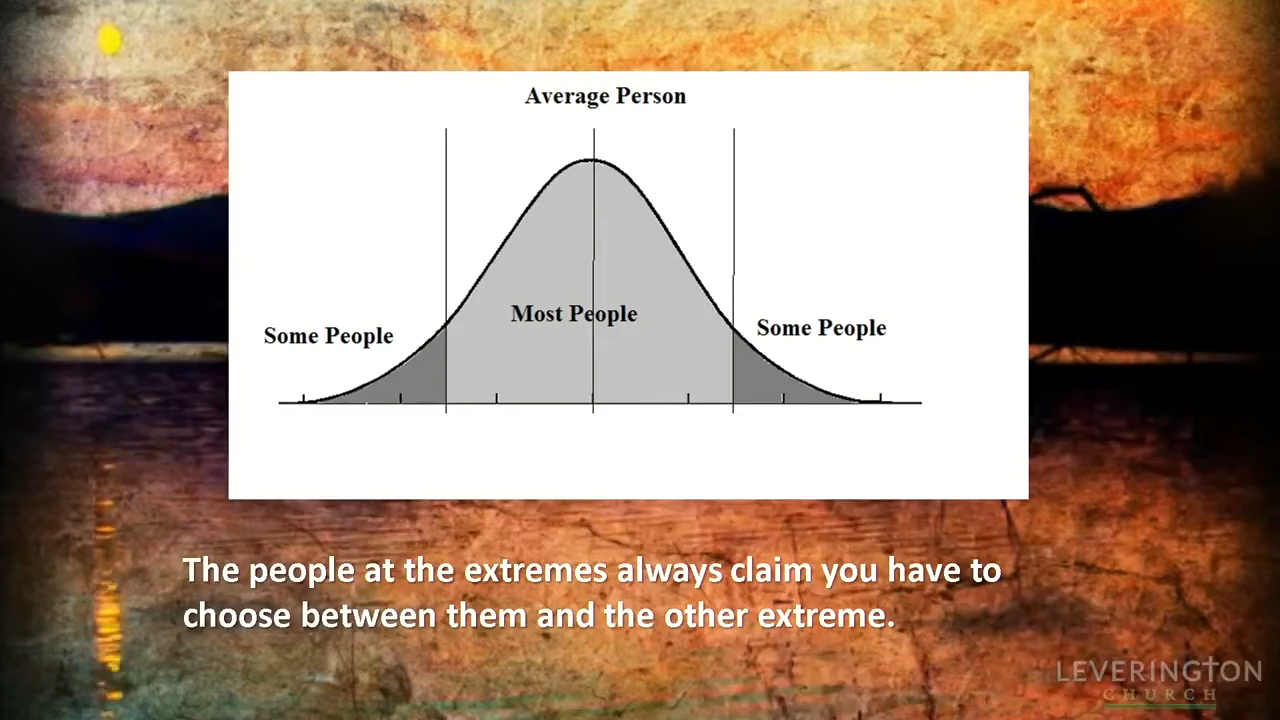 Average Person
Most People
Some People
Some People
The people at the extremes always claim you have to
choose between them and the other extreme.
LEVERINGTON
CHURCH